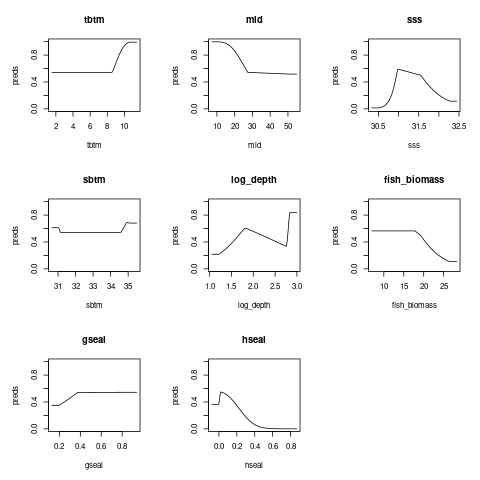 tbtm mld sss
preds 0.0 0.4 0.8 2 4 6 8 10 tbtm
preds 0.0 0.4 0.8 10 20 30 40 50 mld
preds 0.0 0.4 0.8 30.5 31.5 32.5 sss
sbtm log_depth fish_biomass
preds 0.0 0.4 0.8 31 32 33 34 35 sbtm
preds 0.0 0.4 0.8 1.0 1.5 2.0 2.5 3.0 log_depth
preds 0.0 0.4 0.8 10 15 20 25 fish_biomass
gseal hseal
preds 0.0 0.4 0.8 0.2 0.4 0.6 0.8 gseal
preds 0.0 0.4 0.8 0.0 0.2 0.4 0.6 0.8 hseal